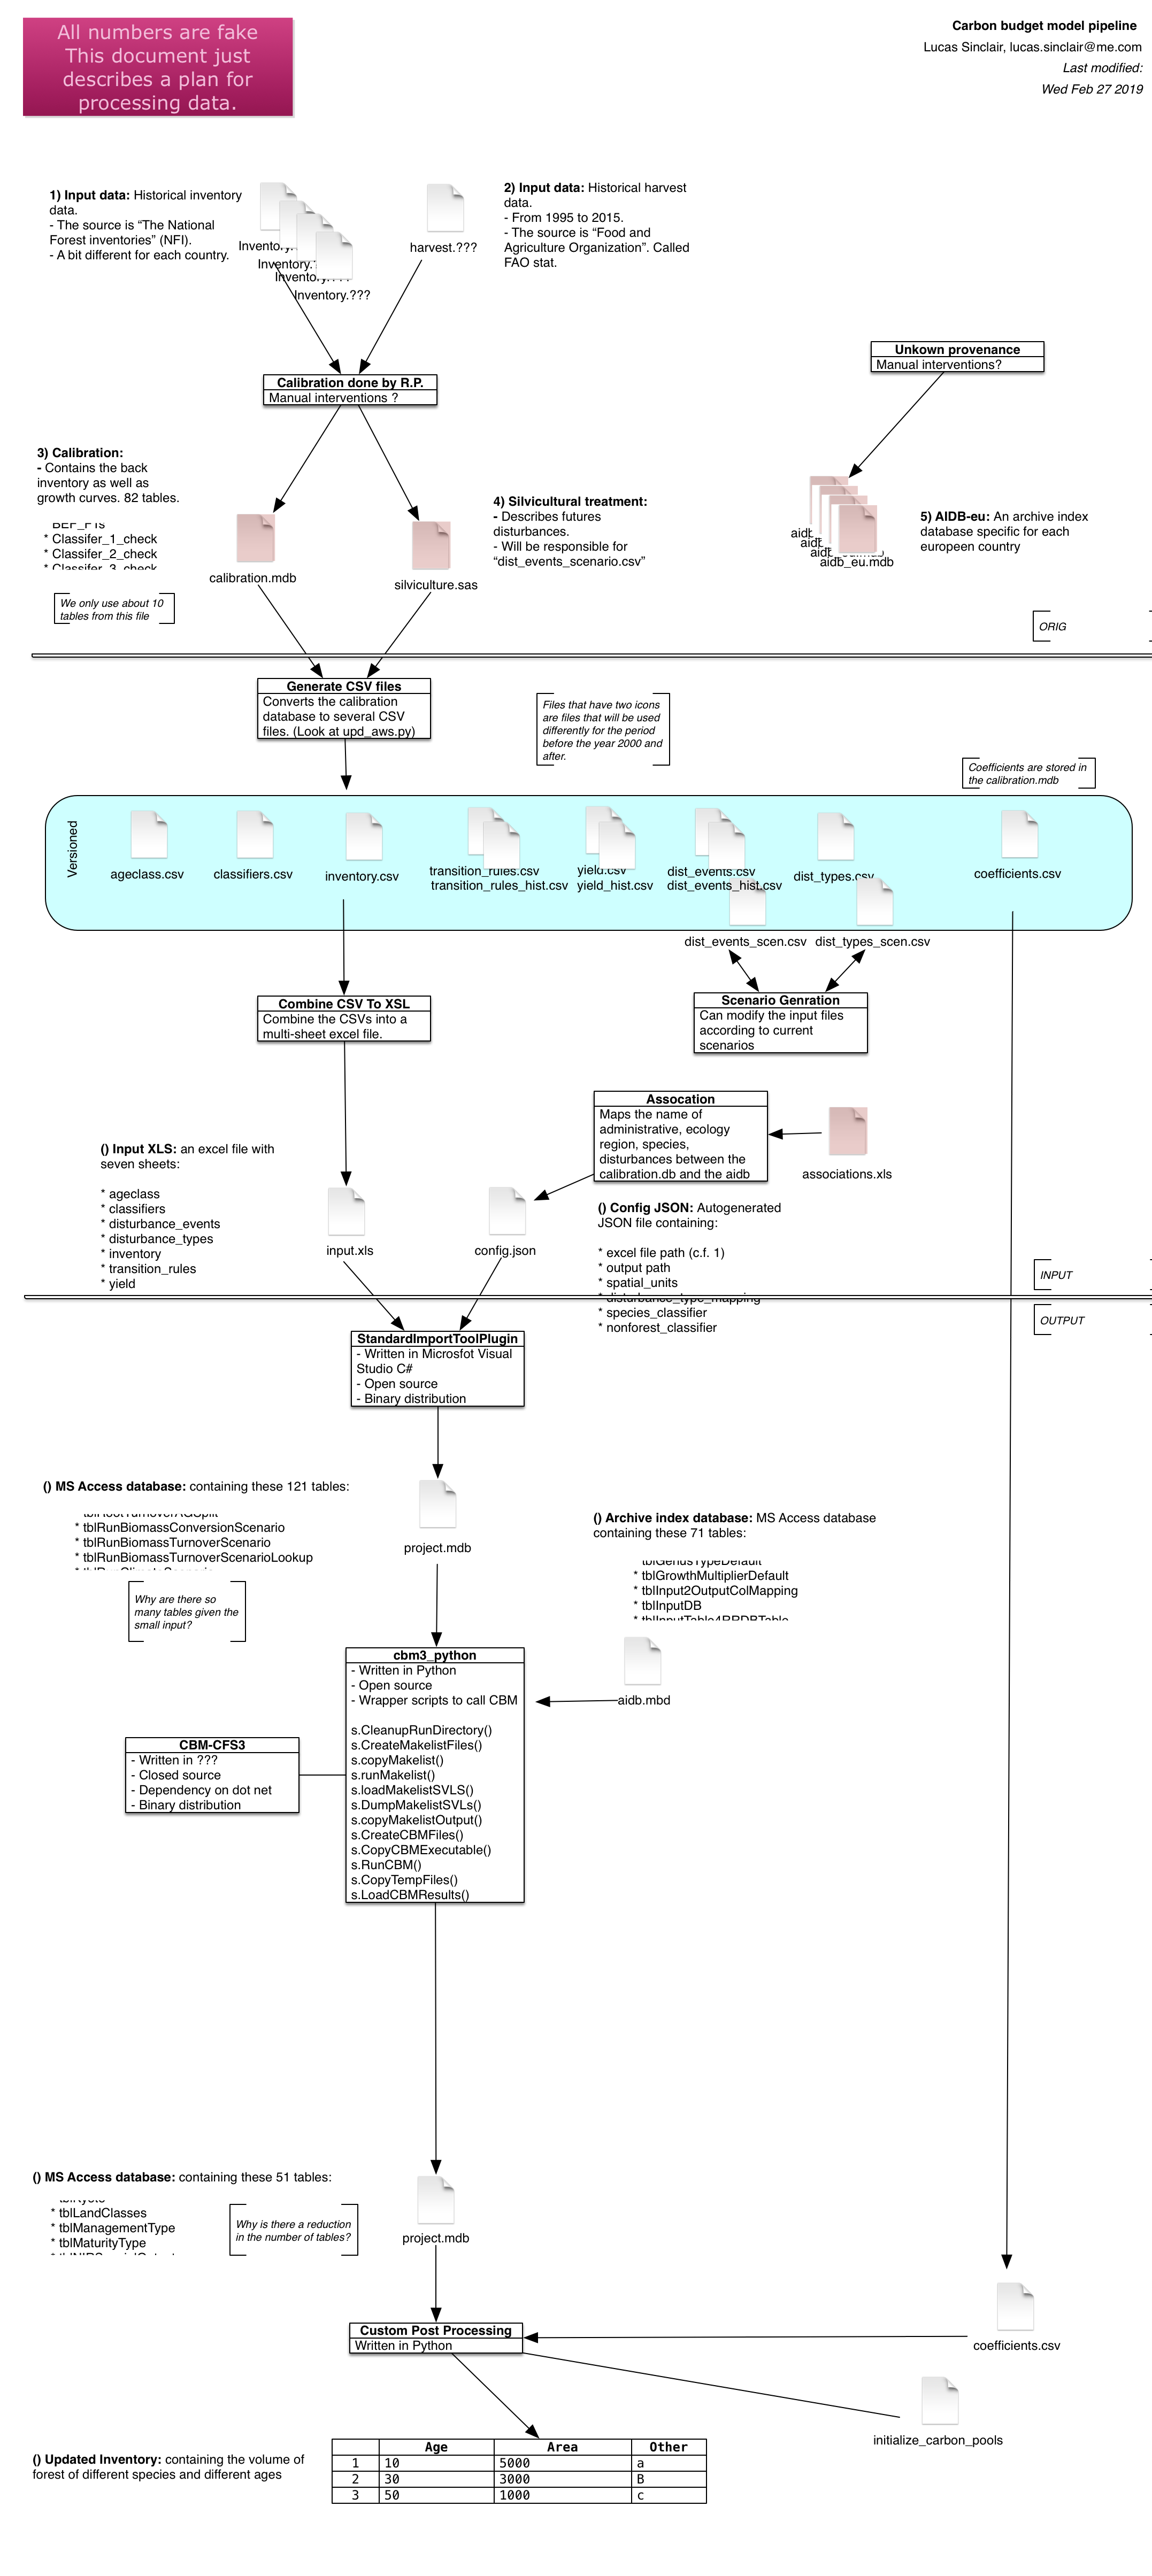 All numbers are fake
This document just
describes a plan for
processing data.
Carbon budget model pipeline
Lucas Sinclair, lucas.sinclair@me.com
Last modified:
Wed Feb 27 2019
1) Input data: Historical inventory
data.
- The source is “The National
Forest inventories” (NFI).
- A bit different for each country.
Inventory.
Inventory.
Inventory.???
Inventory.???
harvest.???
2) Input data: Historical harvest
data.
- From 1995 to 2015.
- The source is “Food and
Agriculture Organization”. Called
FAO stat.
Calibration done by R.P.
Manual interventions ?
Unkown provenance
Manual interventions?
3) Calibration:
- Contains the back
inventory as well as
growth curves. 82 tables.
* Classifer_1_check
* Classifer_2_check
* Classifer_3_check
We only use about 10
tables from this file
calibration.mdb
silviculture.sas
4) Silvicultural treatment:
- Describes futures
disturbances.
- Will be responsible for
“dist_events_scenario.csv”
aidb_eu.mdb
5) AIDB-eu: An archive index
database specific for each
europeen country
ORIG
Generate CSV files
Converts the calibration
database to several CSV
files. (Look at upd_aws.py)
Files that have two icons
are files that will be used
differently for the period
before the year 2000 and
after.
Coefficients are stored in
the calibration.mdb
Versioned
ageclass.csv
classifiers.csv
inventory.csv
transition_rules.csv
transition_rules_hist.csv
yield.csv
yield_hist.csv
dist_events.csv
dist_events_hist.csv
dist_types.csv
coefficients.csv
dist_events_scen.csv
dist_types_scen.csv
Combine CSV To XSL
Combine the CSVs into a
multi-sheet excel file.
Scenario Genration
Can modify the input files
according to current
scenarios
Assocation
Maps the name of
administrative, ecology
region, species,
disturbances between the
calibration.db and the aidb
associations.xls
() Input XLS: an excel file with
seven sheets:
* ageclass
* classifiers
* disturbance_events
* disturbance_types
* inventory
* transition_rules
* yield
input.xls
config.json
() Config JSON: Autogenerated
JSON file containing:
* excel file path (c.f. 1)
* output path
* spatial_units
* disturbance_type_mapping
* species_classifier
* nonforest_classifier
INPUT
OUTPUT
StandardImportToolPlugin
- Written in Microsfot Visual
Studio C#
- Open source
- Binary distribution
() MS Access database: containing these 121 tables:
* tblRunBiomassConversionScenario
* tblRunBiomassTurnoverScenario
* tblRunBiomassTurnoverScenarioLookup
Why are there so
many tables given the
small input?
project.mdb
() Archive index database: MS Access database
containing these 71 tables:
tblGenusTypeDefault
* tblGrowthMultiplierDefault
* tblInput2OutputColMapping
* tblInputDB
aidb.mbd
cbm3_python
- Written in Python
- Open source
- Wrapper scripts to call CBM
s.CleanupRunDirectory()
s.CreateMakelistFiles()
s.copyMakelist()
s.runMakelist()
s.loadMakelistSVLS()
s.DumpMakelistSVLs()
s.copyMakelistOutput()
s.CreateCBMFiles()
s.CopyCBMExecutable()
s.RunCBM()
s.CopyTempFiles()
s.LoadCBMResults()
CBM-CFS3
- Written in ???
- Closed source
- Dependency on dot net
- Binary distribution
() MS Access database: containing these 51 tables:
* tblLandClasses
* tblManagementType
* tblMaturityType
Why is there a reduction
in the number of tables?
project.mdb
Custom Post Processing
Written in Python
coefficients.csv
initialize_carbon_pools
() Updated Inventory: containing the volume of
forest of different species and different ages
Age Area Other
1 10 5000 a
2 30 3000 B
3 50 1000 c